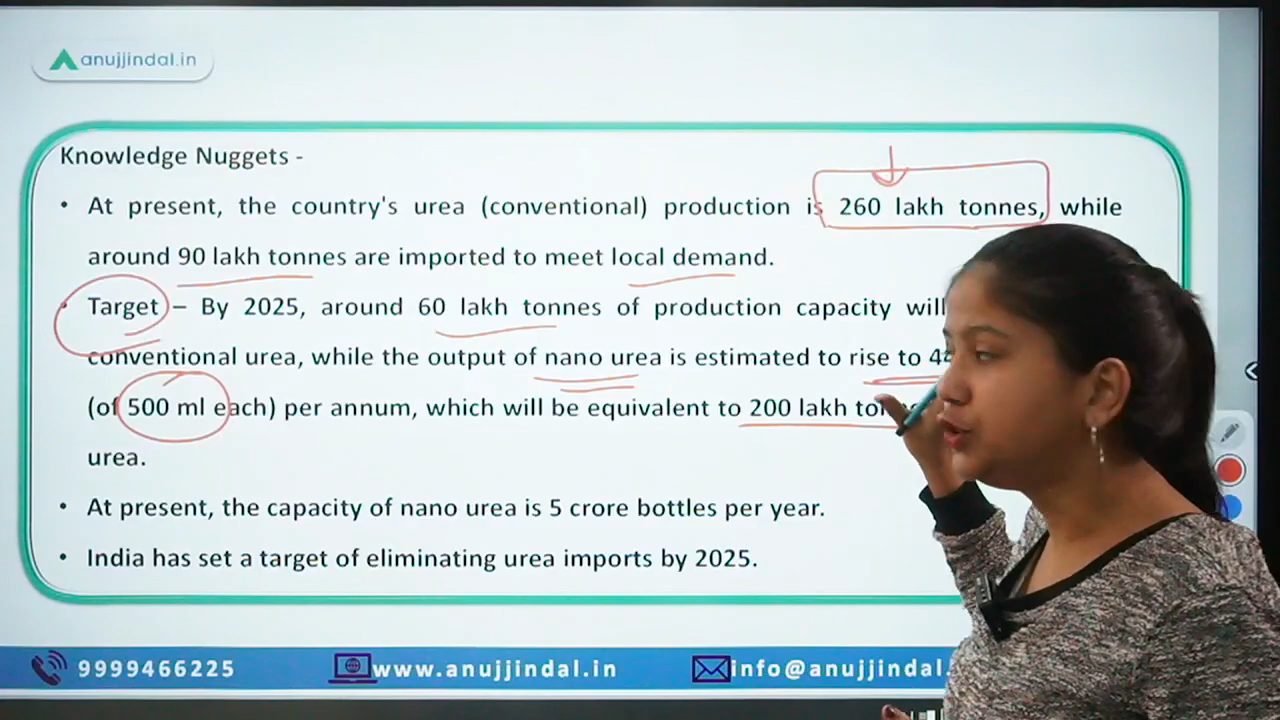 anujjindal.in
Knowledge Nuggets -
• At present, the country's urea (conventional) production is 260 lakh tonnes, while
around 90 lakh tonnes are imported to meet local demand.
• Target – By 2025, around 60 lakh tonnes of production capacity will
conventional urea, while the output of nano urea is estimated to rise to
(of 500 ml each) per annum, which will be equivalent to 200 lakh
urea.
• At present, the capacity of nano urea is 5 crore bottles per year.
• India has set a target of eliminating urea imports by 2025.
9999466225 www.anujjindal.in info@anujjindal.